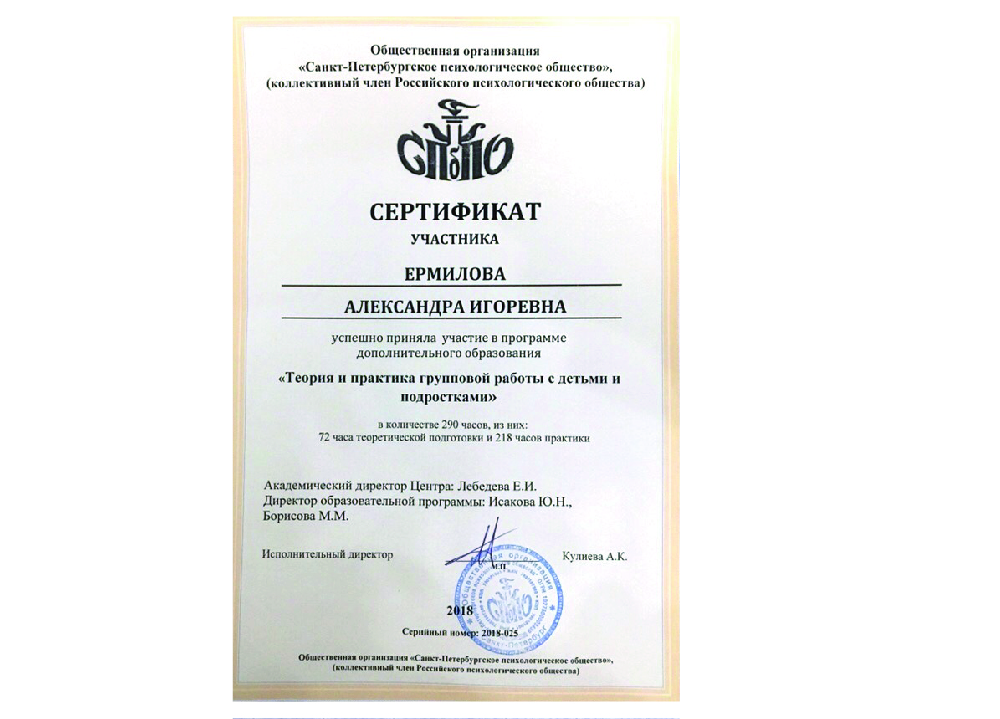 Общественная организация
«Санкт-Петербургское психологическое общество»,
(коллективный член Российского психологического общества)
СПбПО
СЕРТИФИКАТ
УЧАСТНИКА
ЕРМИЛОВА
АЛЕКСАНДРА ИГОРЕВНА
успешно приняла участие в программе
дополнительного образования
«Теория и практика групповой работы с детьми и
подростками»
в количестве 290 часов, из них:
72 часа теоретической подготовки и 218 часов практики
Академический директор Центра: Лебедева Е.И.
Директор образовательной программы: Исакова Ю.Н.,
Борисова М.М.
Исполнительный директор
Кулиева А.К.
М.П.
Общественная организация
2018
Серийный номер: 2018-025
Общественная организация «Санкт-Петербургское психологическое общество»,
(коллективный член Российского психологического общества)